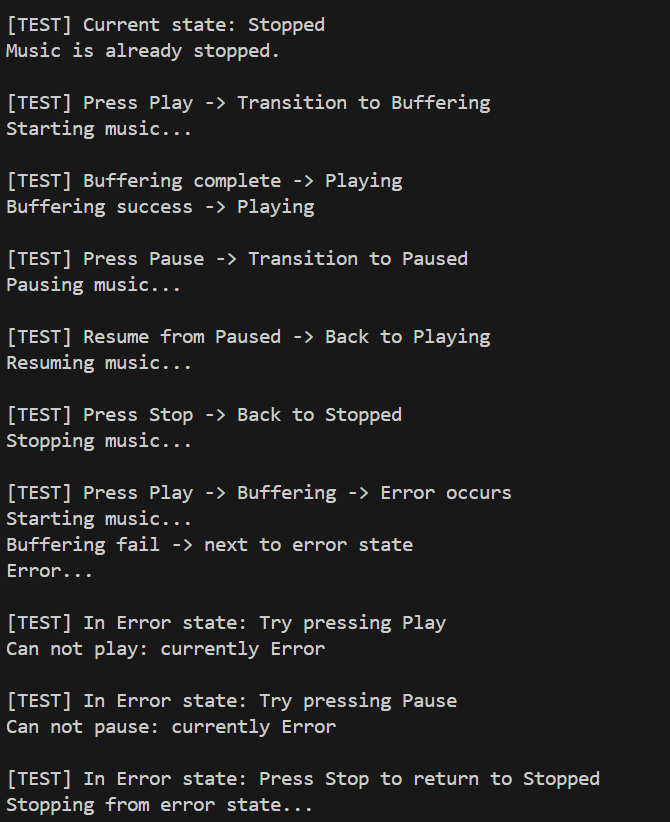 [TEST] Current state: Stopped
Music is already stopped.
[TEST] Press Play -> Transition to Buffering
Starting music...
[TEST] Buffering complete -> Playing
Buffering success -> Playing
[TEST] Press Pause -> Transition to Paused
Pausing music...
[TEST] Resume from Paused -> Back to Playing
Resuming music...
[TEST] Press Stop -> Back to Stopped
Stopping music...
[TEST] Press Play -> Buffering -> Error occurs
Starting music...
Buffering fail -> next to error state
Error...
[TEST] In Error state: Try pressing Play
Can not play: currently Error
[TEST] In Error state: Try pressing Pause
Can not pause: currently Error
[TEST] In Error state: Press Stop to return to Stopped
Stopping from error state...